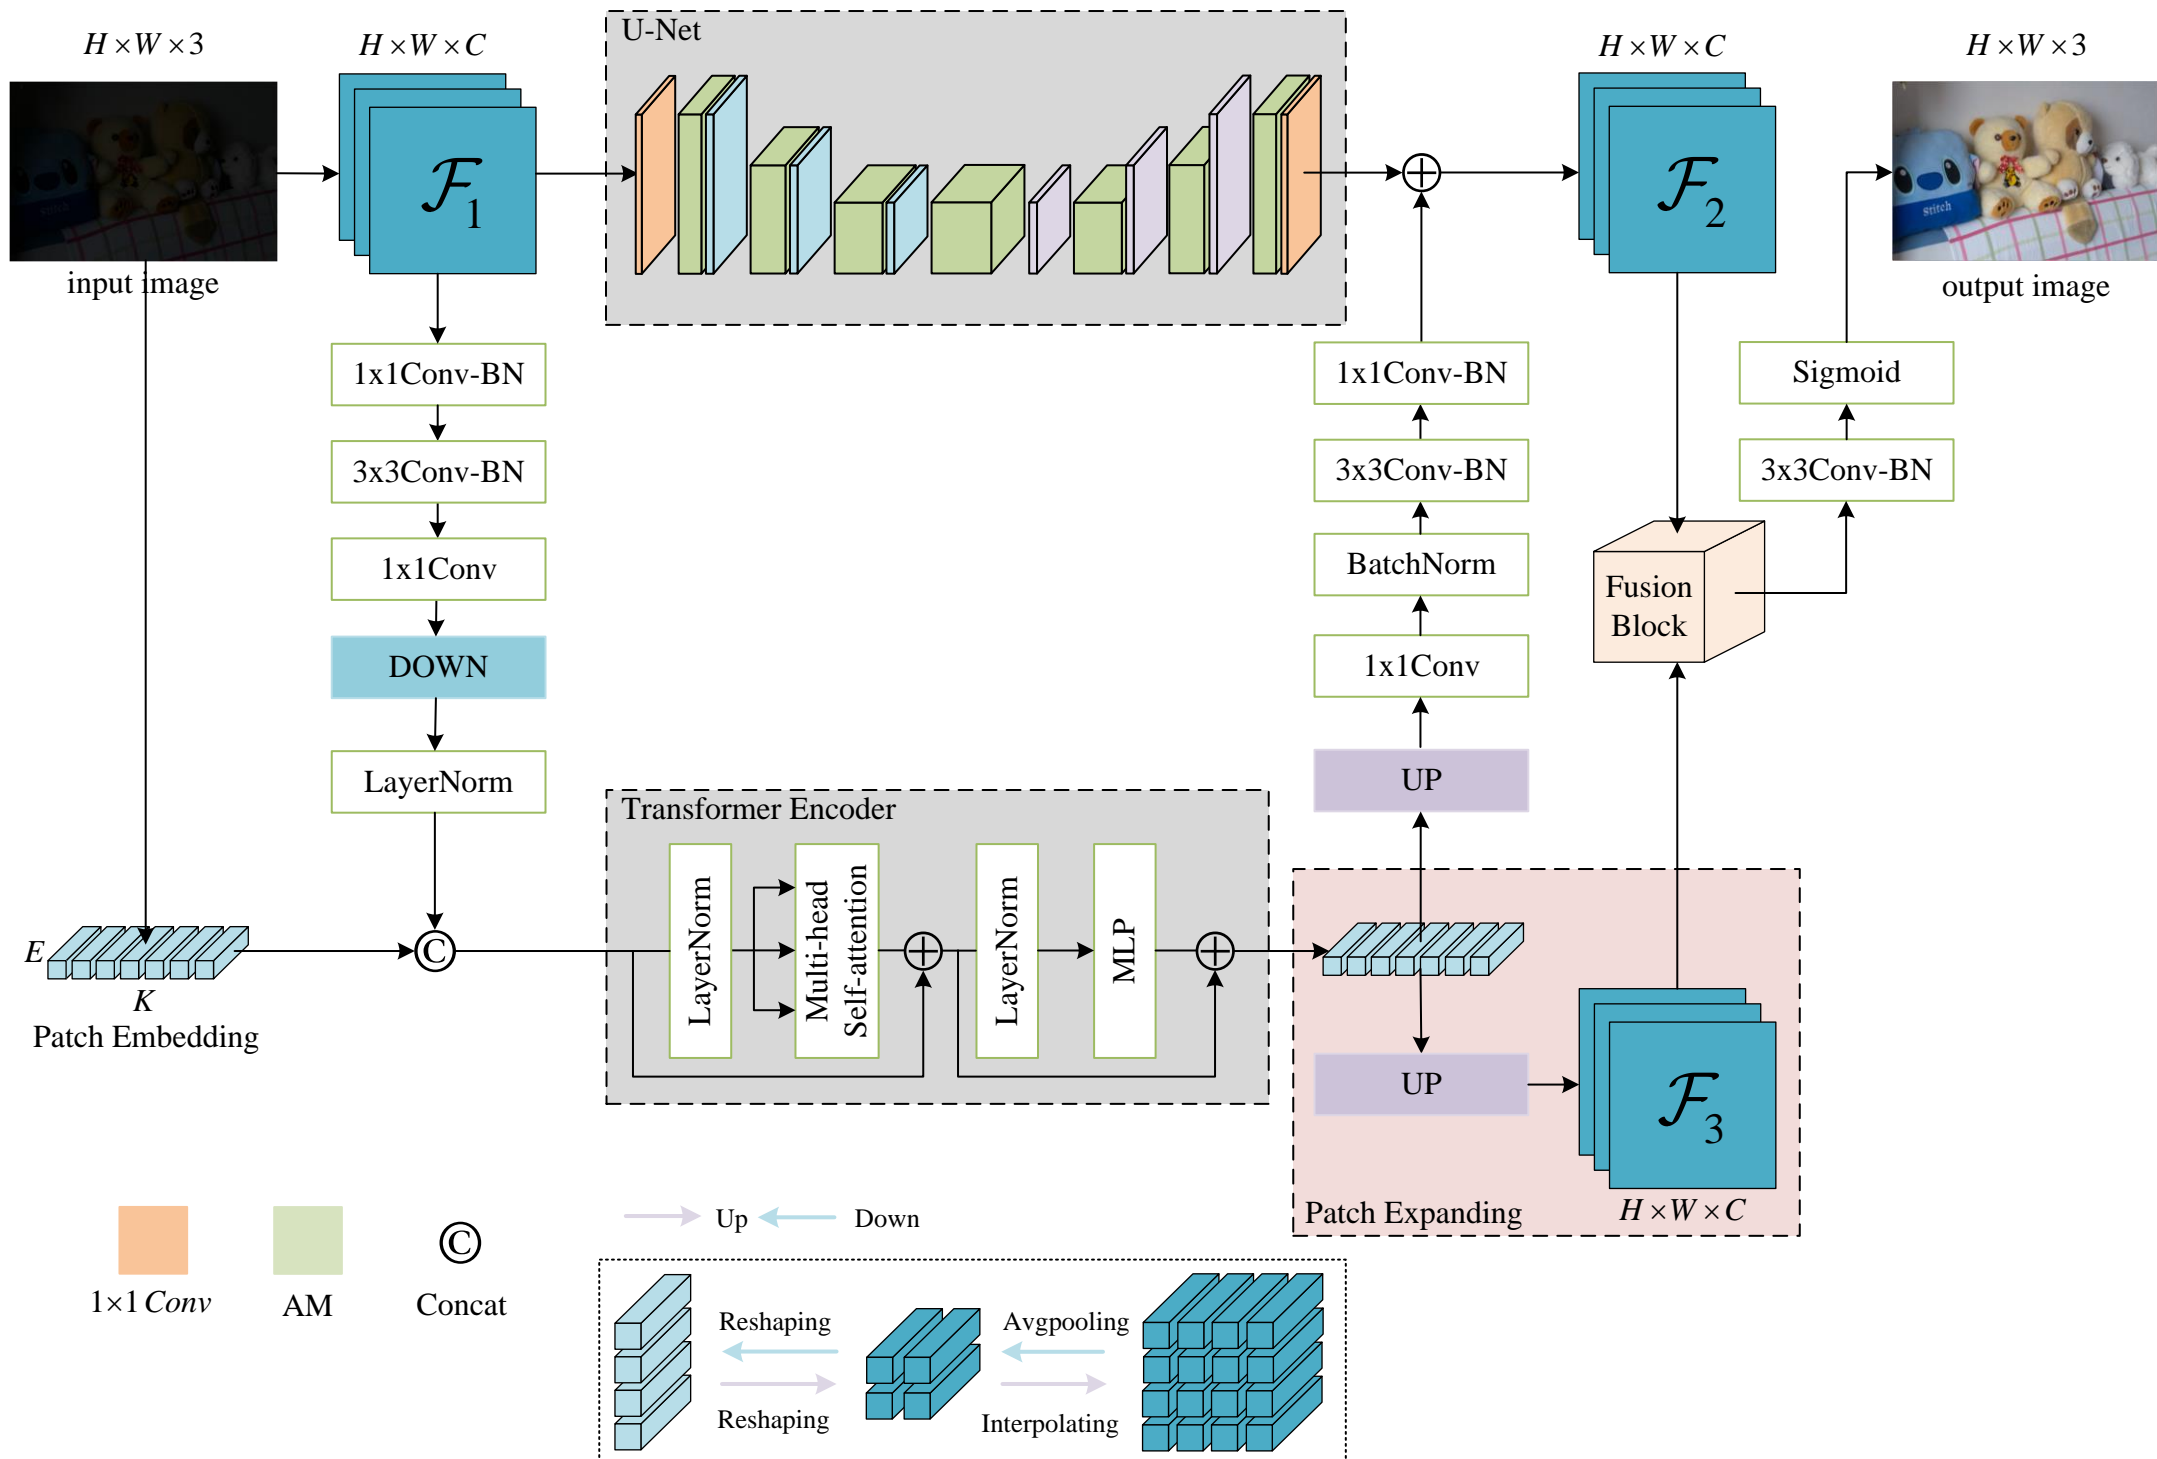 H×W×3
H×W×C
U-Net
H×W×C
H×W×3
stitch
Stitch
ℱ1
ℱ2
input image
output image
1x1Conv-BN
3x3Conv-BN
1x1Conv
DOWN
LayerNorm
1x1Conv-BN
3x3Conv-BN
BatchNorm
1x1Conv
UP
Sigmoid
3x3Conv-BN
Fusion
Block
Transformer Encoder
LayerNorm
Multi-head
Self-attention
LayerNorm
MLP
E
K
Patch Embedding
C
UP
ℱ3
H×W×C
Patch Expanding
1×1 Conv
AM
C
Concat
Up
Down
Reshaping
Reshaping
Avgpooling
Interpolating